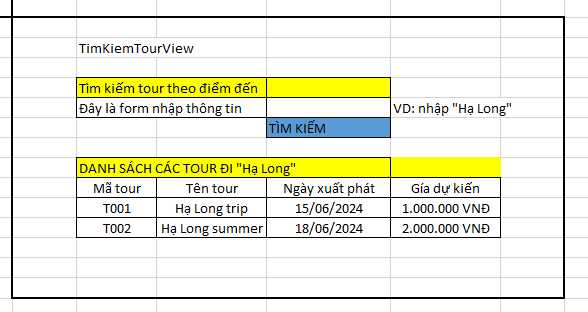 TimKiemTourView
Tìm kiếm tour theo điểm đến
Đây là form nhập thông tin VD: nhập "Hạ Long"
TÌM KIẾM
DANH SÁCH CÁC TOUR ĐI "Hạ Long"
Mã tour Tên tour Ngày xuất phát Gía dự kiến
T001 Hạ Long trip 15/06/2024 1.000.000 VNĐ
T002 Hạ Long summer 18/06/2024 2.000.000 VNĐ